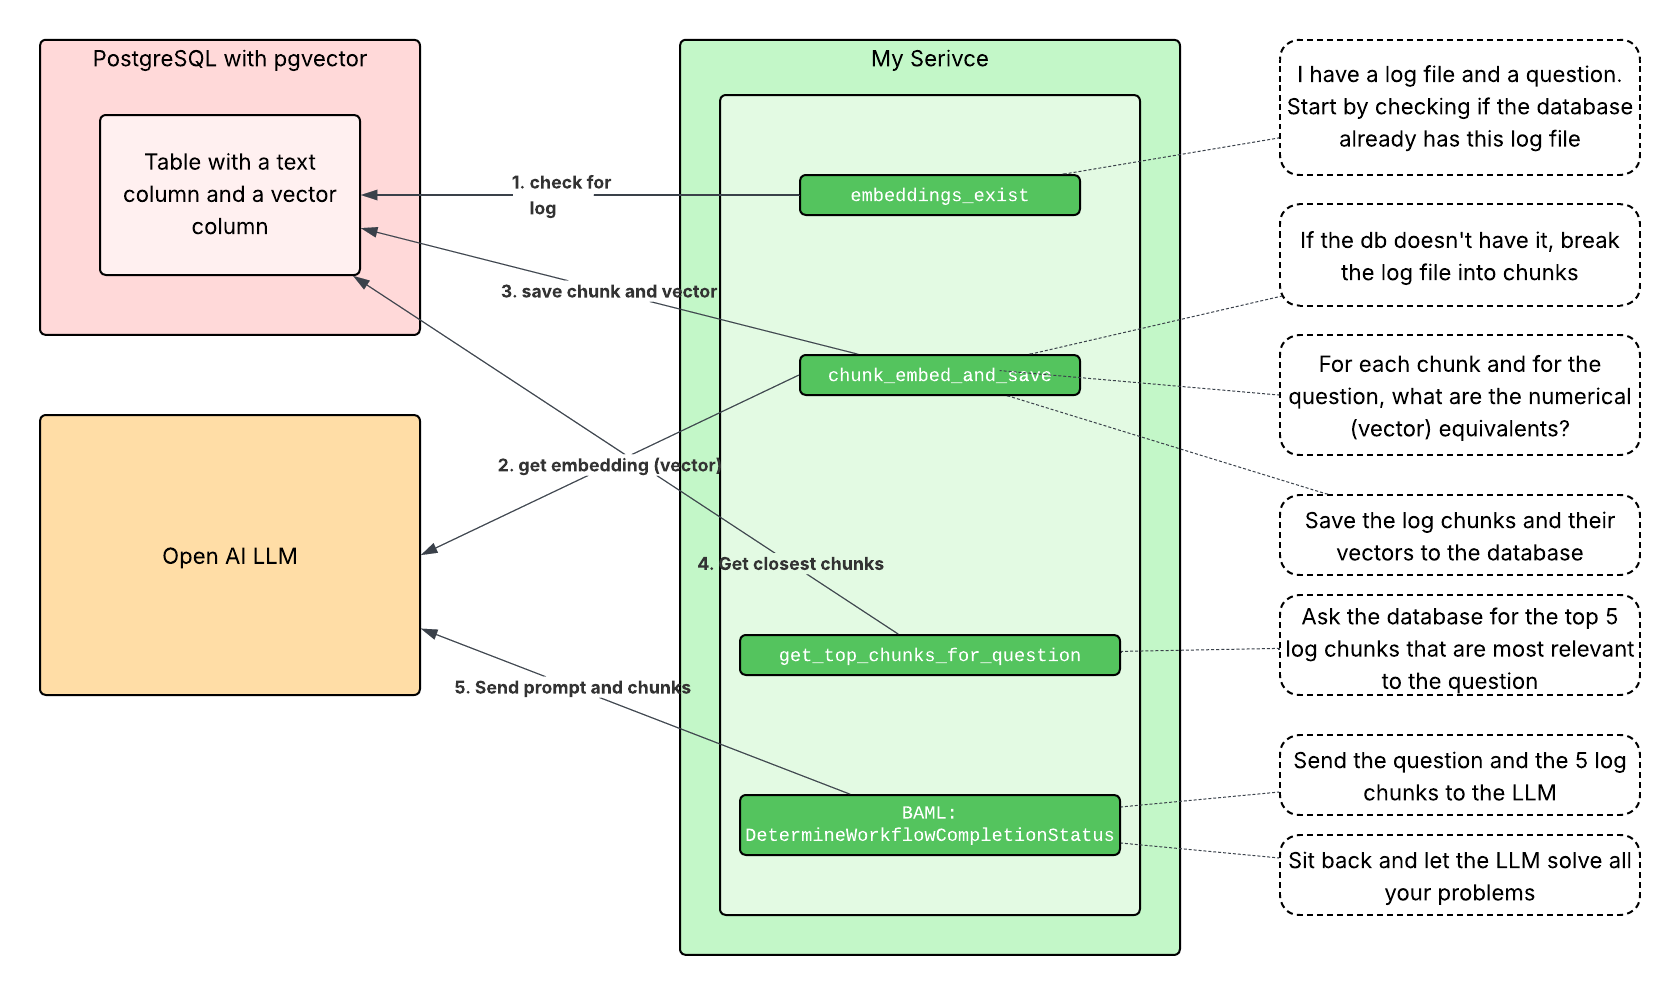 PostgreSQL with pgvector
Table with a text
column and a vector
column
Open AI LLM
1. check for
log
3. save chunk and vector
2. get embedding (vector)
4. Get closest chunks
5. Send prompt and chunks
My Serivce
embeddings_exist
chunk_embed_and_save
get_top_chunks_for_question
BAML:
DetermineWorkflowCompletionStatus
I have a log file and a question.
Start by checking if the database
already has this log file
If the db doesn't have it, break
the log file into chunks
For each chunk and for the
question, what are the numerical
(vector) equivalents?
Save the log chunks and their
vectors to the database
Ask the database for the top 5
log chunks that are most relevant
to the question
Send the question and the 5 log
chunks to the LLM
Sit back and let the LLM solve all
your problems